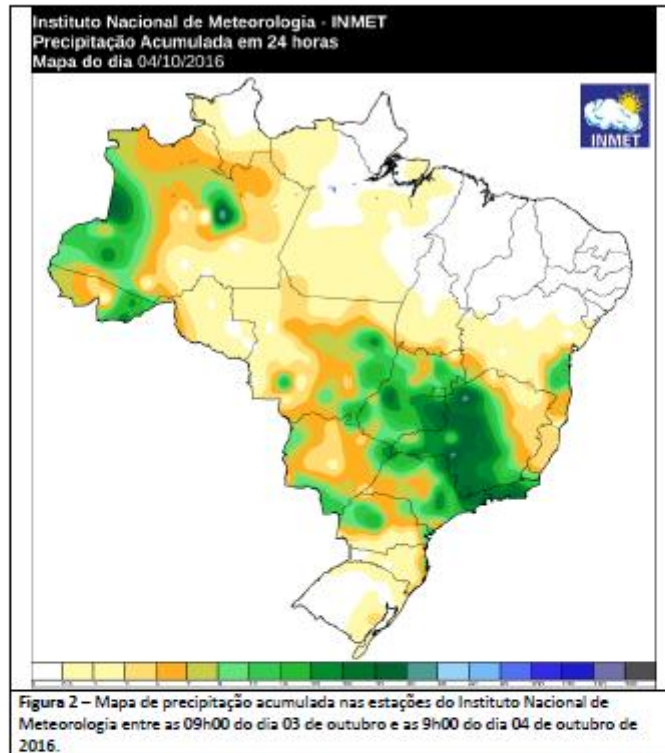 Instituto Nacional de Meteorologia - INMET
Precipitação Acumulada em 24 horas
Mapa do dia 04/10/2016
INMET
Figura 2 – Mapa de precipitação acumulada nas estações do Instituto Nacional de
Meteorologia entre as 09h00 do dia 03 de outubro e as 9h00 do dia 04 de outubro de
2016.